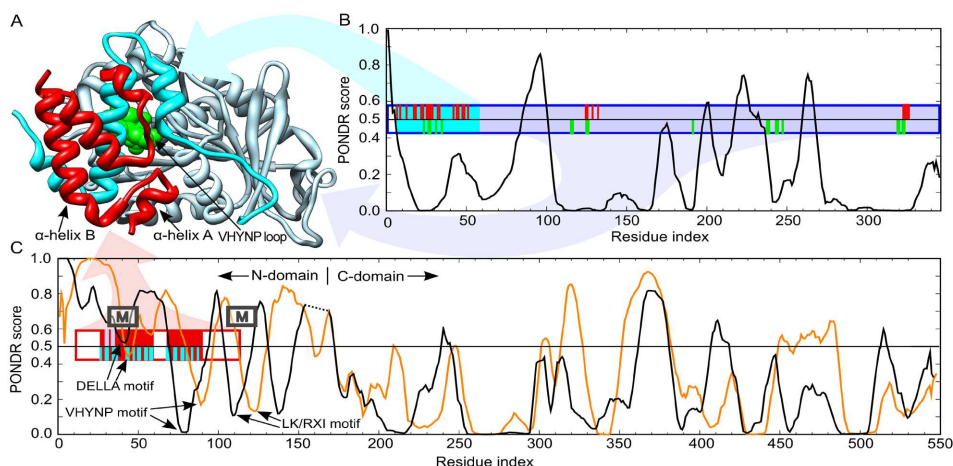 A
α-helix B
α-helix A
VHYNP loop
B
PONDR score
1.0
0.8
0.6
0.5
0.4
0.2
0.0
0 50 100 150 200 250 300
Residue index
C
PONDR score
1.0
0.8
0.6
0.5
0.4
0.2
0.0
N-domain | C-domain
M
M
DELLA motif
VHYNP motif
LK/RXI motif
0 50 100 150 200 250 300 350 400 450 500 550
Residue index